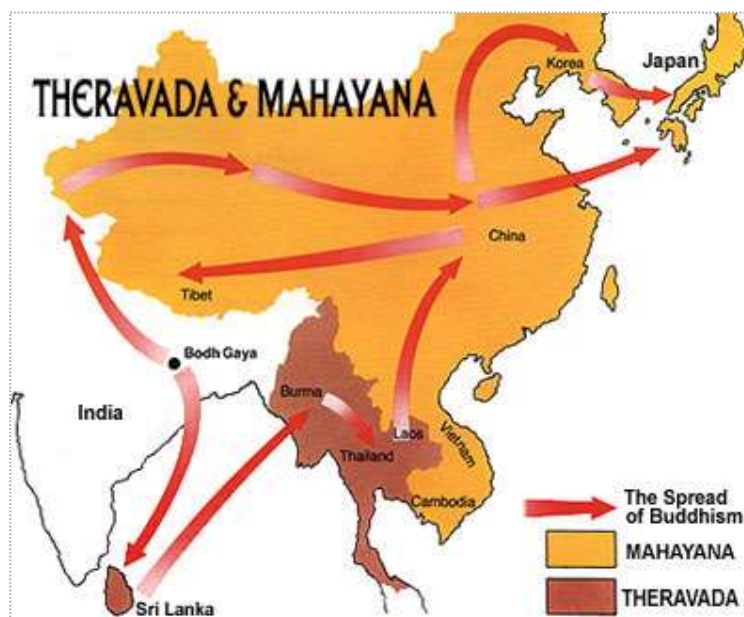 THERAVADA & MAHAYANA
Korea
Japan
China
Tibet
Bodh Gaya
India
Burma
Laos
Vietnam
Thailand
Cambodia
Sri Lanka
The Spread
of Buddhism
MAHAYANA
THERAVADA